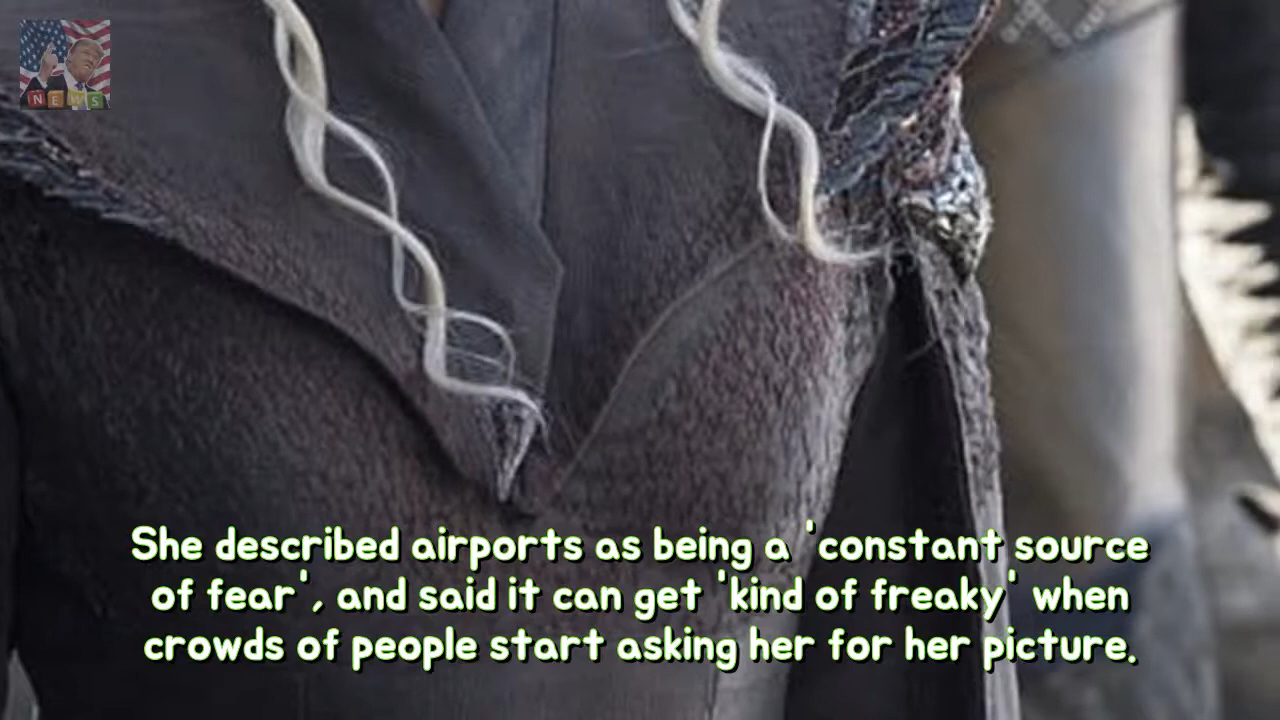 NEWS
She described airports as being a 'constant source
of fear', and said it can get 'kind of freaky' when
crowds of people start asking her for her picture.